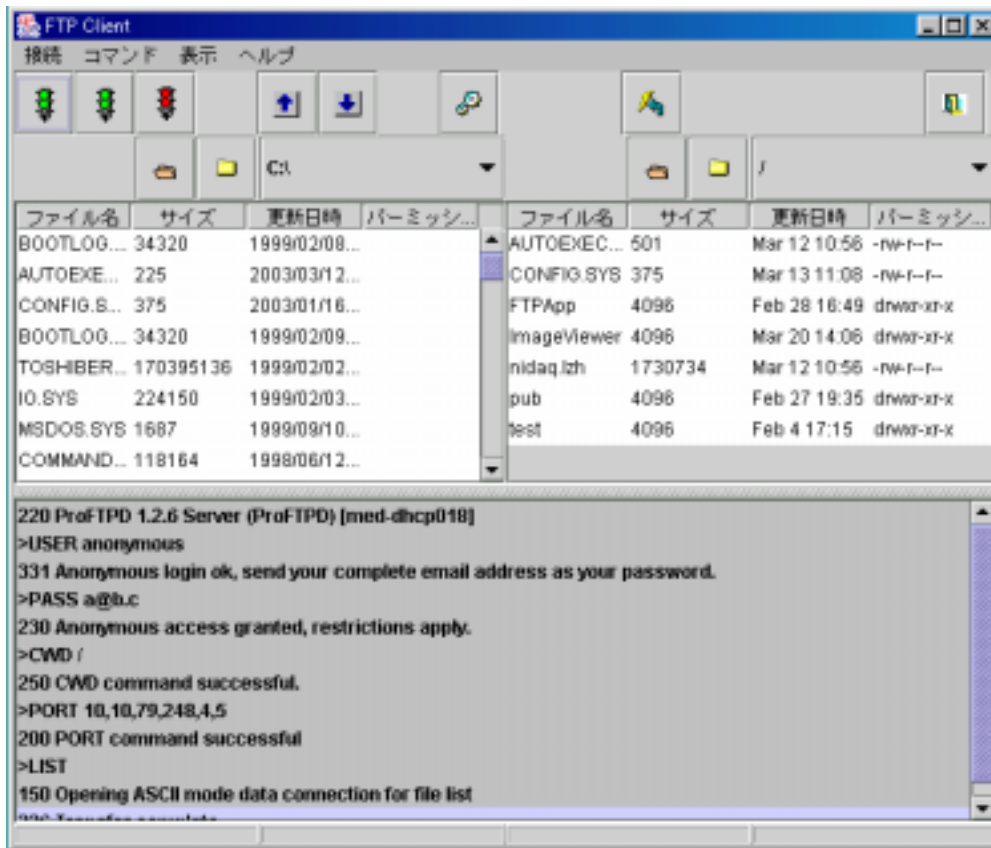 FTP Client
接続 コマンド 表示 ヘルプ
C:\ /
ファイル名 サイズ 更新日時 パーミッシ... ファイル名 サイズ 更新日時 パーミッシ...
BOOTLOG... 34320 1999/02/08... AUTOEXEC... 501 Mar 12 10:56 -rw-r--r--
AUTOEXE... 225 2003/03/12... CONFIG.SYS 375 Mar 13 11:08 -rw-r--r--
CONFIG.S... 375 2003/01/16... FTPApp 4096 Feb 28 16:49 drwxr-xr-x
BOOTLOG... 34320 1999/02/09... ImageViewer 4096 Mar 20 14:06 drwxr-xr-x
TOSHIBER... 170395136 1999/02/02... nidaq.lzh 1730734 Mar 12 10:56 -rw-r--r--
IO.SYS 224150 1999/02/03... pub 4096 Feb 27 19:35 drwxr-xr-x
MSDOS.SYS 1687 1999/09/10... test 4096 Feb 4 17:15 drwxr-xr-x
COMMAND... 118164 1998/06/12...
220 ProFTPD 1.2.6 Server (ProFTPD) [med-dhcp018]
>USER anonymous
331 Anonymous login ok, send your complete email address as your password.
>PASS a@b.c
230 Anonymous access granted, restrictions apply.
>CWD /
250 CWD command successful.
>PORT 10,10,79,248,4,5
200 PORT command successful
>LIST
150 Opening ASCII mode data connection for file list
226 Transfer complete.